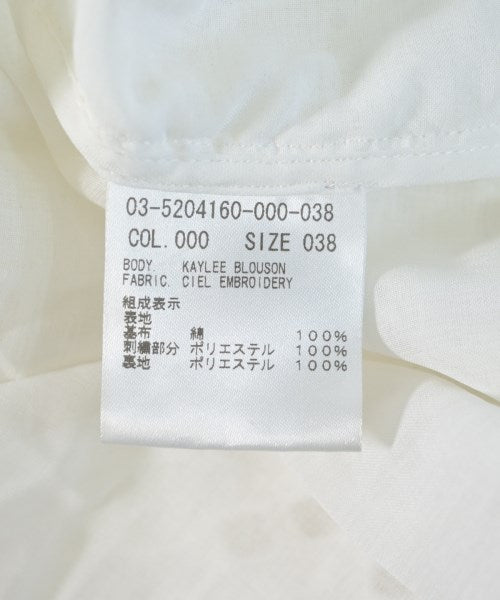 03-5204160-000-038
COL. 000 SIZE 038
BODY. KAYLEE BLOUSON
FABRIC. CIEL EMBROIDERY
組成表示
表地
基布 綿 100%
刺繍部分 ポリエステル 100%
裏地 ポリエステル 100%